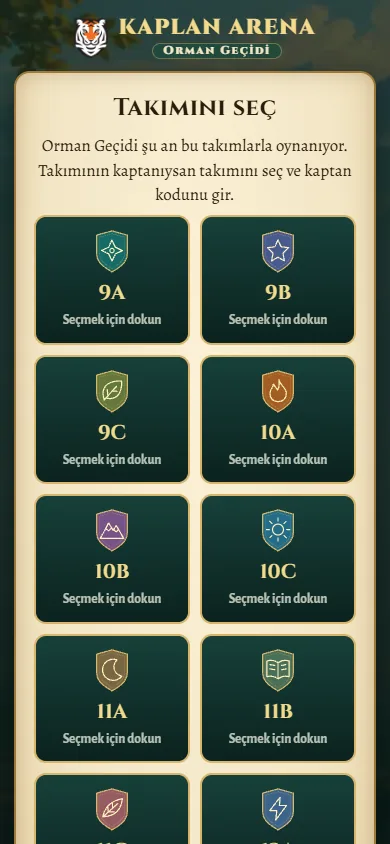 KAPLAN ARENA
Orman Geçidi
Takımını seç
Orman Geçidi şu an bu takımlarla oynanıyor.
Takımının kaptanıysan takımını seç ve kaptan
kodunu gir.
9A
Seçmek için dokun
9B
Seçmek için dokun
9C
Seçmek için dokun
10A
Seçmek için dokun
10B
Seçmek için dokun
10C
Seçmek için dokun
11A
Seçmek için dokun
11B
Seçmek için dokun